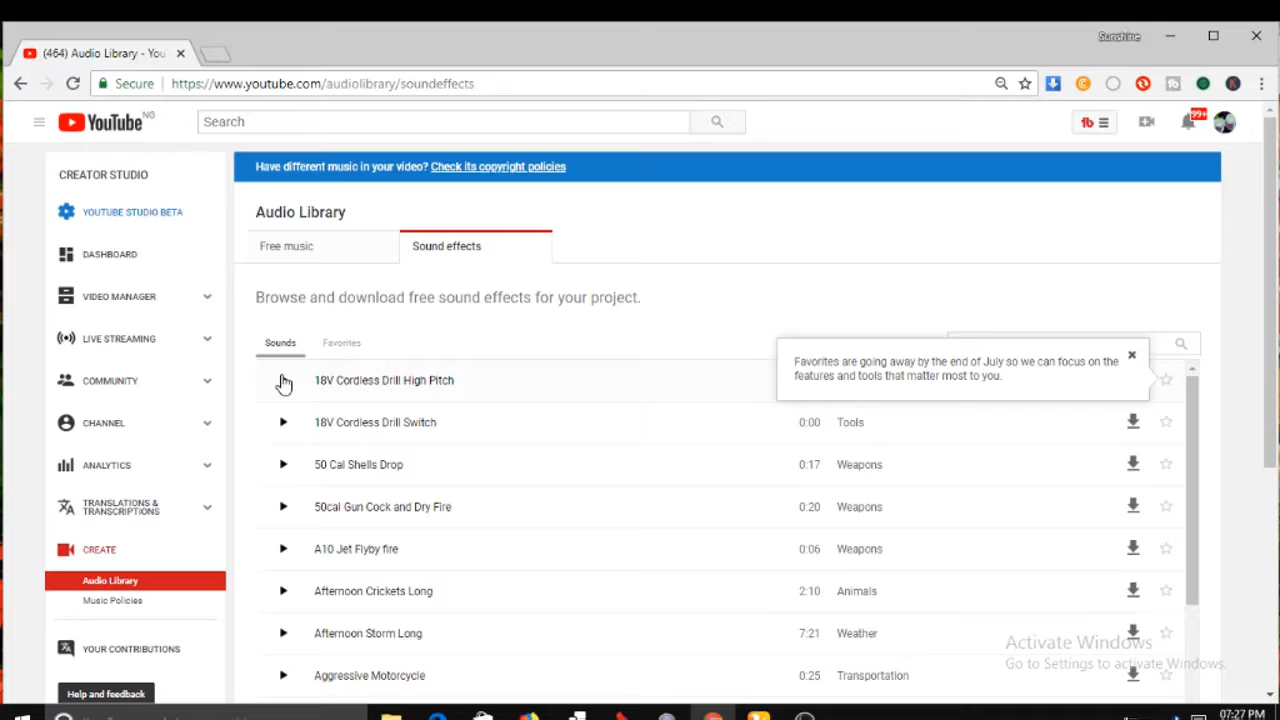 Sunshine
(464) Audio Library - You
Secure https://www.youtube.com/audiolibrary/soundeffects
YouTube NG
Search
99+
CREATOR STUDIO
YOUTUBE STUDIO BETA
DASHBOARD
VIDEO MANAGER
LIVE STREAMING
COMMUNITY
CHANNEL
ANALYTICS
TRANSLATIONS &
TRANSCRIPTIONS
CREATE
Audio Library
Music Policies
YOUR CONTRIBUTIONS
Help and feedback
Have different music in your video? Check its copyright policies
Audio Library
Free music Sound effects
Browse and download free sound effects for your project.
Sounds Favorites
Favorites are going away by the end of July so we can focus on the
features and tools that matter most to you.
18V Cordless Drill High Pitch
18V Cordless Drill Switch 0:00 Tools
50 Cal Shells Drop 0:17 Weapons
50cal Gun Cock and Dry Fire 0:20 Weapons
A10 Jet Flyby fire 0:06 Weapons
Afternoon Crickets Long 2:10 Animals
Afternoon Storm Long 7:21 Weather
Aggressive Motorcycle 0:25 Transportation
Activate Windows
Go to Settings to activate Windows.
07:27 PM